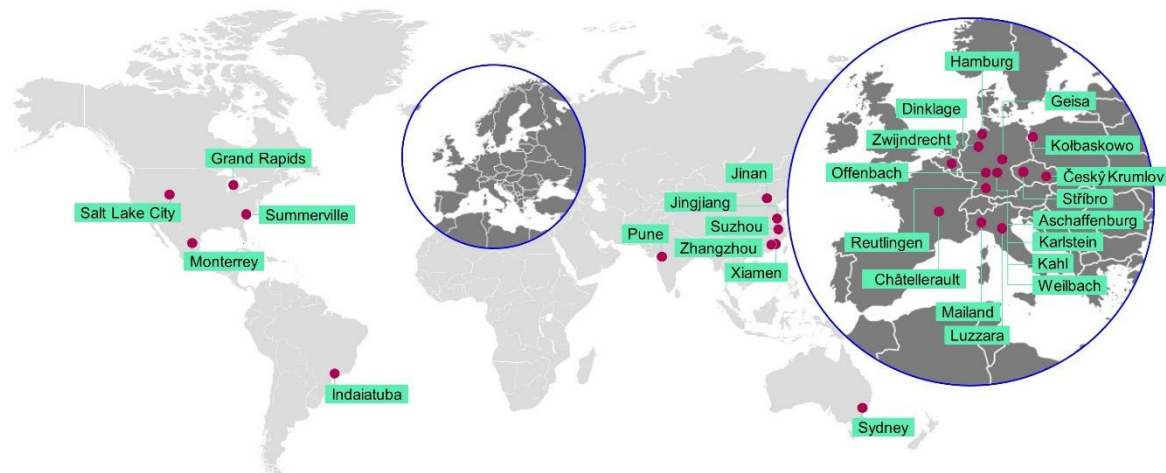 Grand Rapids
Salt Lake City
Summerville
Monterrey
Indaiatuba
Jinan
Jingjiang
Suzhou
Pune
Zhangzhou
Xiamen
Sydney
Hamburg
Geisa
Dinklage
Zwijndrecht
Kołbaskowo
Offenbach
Český Krumlov
Stříbro
Aschaffenburg
Reutlingen
Karlstein
Kahl
Châtellerault
Weilbach
Mailand
Luzzara